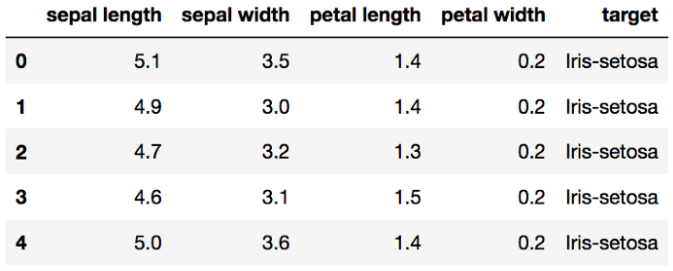 sepal length sepal width petal length petal width target
0 5.1 3.5 1.4 0.2 Iris-setosa
1 4.9 3.0 1.4 0.2 Iris-setosa
2 4.7 3.2 1.3 0.2 Iris-setosa
3 4.6 3.1 1.5 0.2 Iris-setosa
4 5.0 3.6 1.4 0.2 Iris-setosa